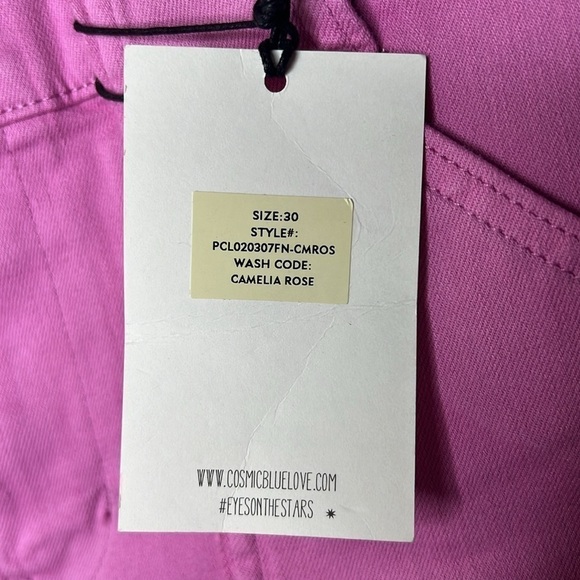 SIZE:30
STYLE#:
PCL020307FN-CMROS
WASH CODE:
CAMELIA ROSE
WWW.COSMICBLUELOVE.COM
#EYESONTHESTARS